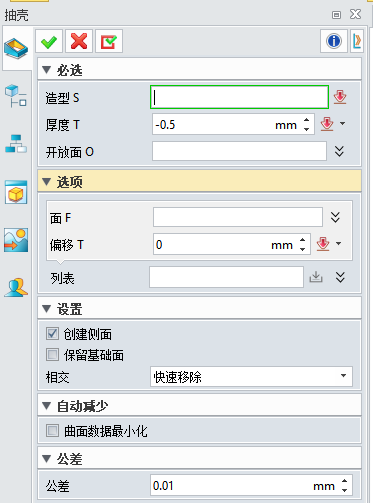 抽壳
必选
造型 S
厚度 T -0.5 mm
开放面 O
选项
面 F
偏移 T 0 mm
列表
设置
创建侧面
保留基础面
相交 快速移除
自动减少
曲面数据最小化
公差
公差 0.01 mm